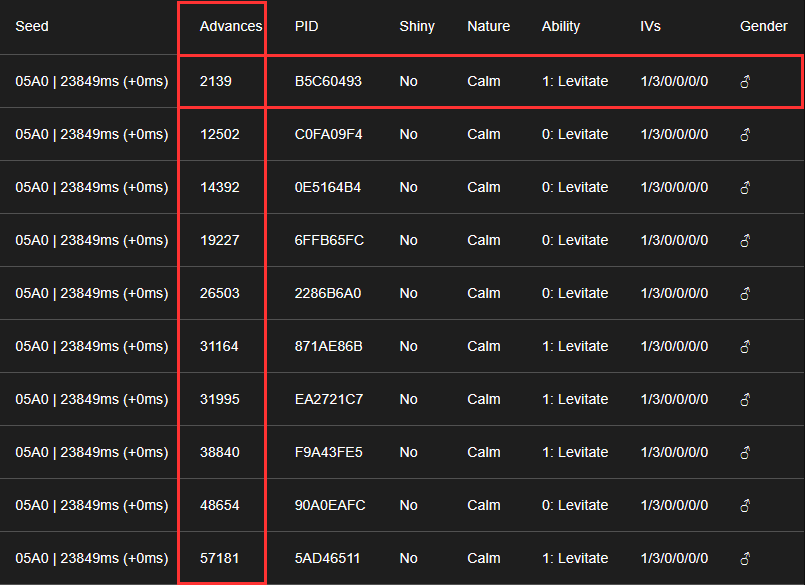 Seed Advances PID Shiny Nature Ability IVs Gender
05A0 | 23849ms (+0ms) 2139 B5C60493 No Calm 1: Levitate 1/3/0/0/0/0 ♂
05A0 | 23849ms (+0ms) 12502 C0FA09F4 No Calm 0: Levitate 1/3/0/0/0/0 ♂
05A0 | 23849ms (+0ms) 14392 0E5164B4 No Calm 0: Levitate 1/3/0/0/0/0 ♂
05A0 | 23849ms (+0ms) 19227 6FFB65FC No Calm 0: Levitate 1/3/0/0/0/0 ♂
05A0 | 23849ms (+0ms) 26503 2286B6A0 No Calm 0: Levitate 1/3/0/0/0/0 ♂
05A0 | 23849ms (+0ms) 31164 871AE86B No Calm 1: Levitate 1/3/0/0/0/0 ♂
05A0 | 23849ms (+0ms) 31995 EA2721C7 No Calm 1: Levitate 1/3/0/0/0/0 ♂
05A0 | 23849ms (+0ms) 38840 F9A43FE5 No Calm 1: Levitate 1/3/0/0/0/0 ♂
05A0 | 23849ms (+0ms) 48654 90A0EAFC No Calm 0: Levitate 1/3/0/0/0/0 ♂
05A0 | 23849ms (+0ms) 57181 5AD46511 No Calm 1: Levitate 1/3/0/0/0/0 ♂